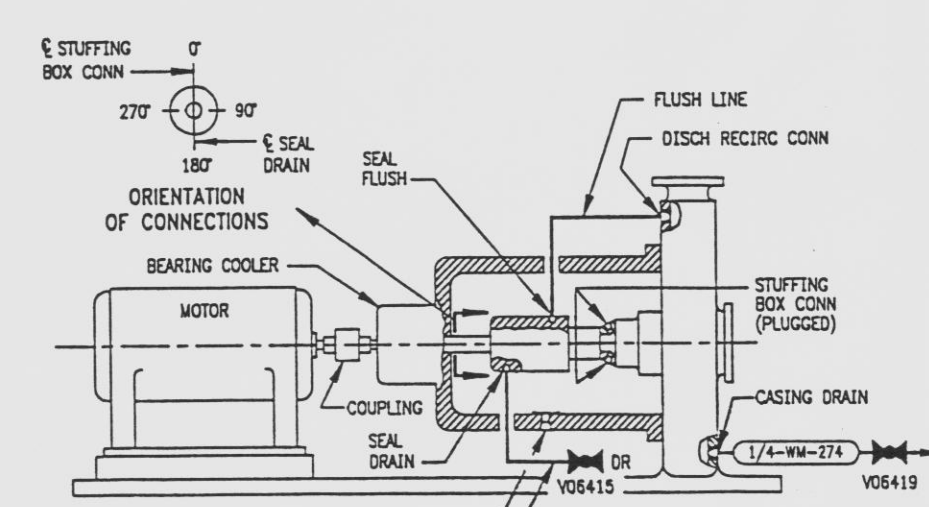 ℄ STUFFING
BOX CONN
0°
270°
90°
℄ SEAL
DRAIN
180°
ORIENTATION
OF CONNECTIONS
FLUSH LINE
DISCH RECIRC CONN
SEAL
FLUSH
BEARING COOLER
MOTOR
STUFFING
BOX CONN
(PLUGGED)
COUPLING
CASING DRAIN
SEAL
DRAIN
DR
1/4-WM-274
V06415
V06419